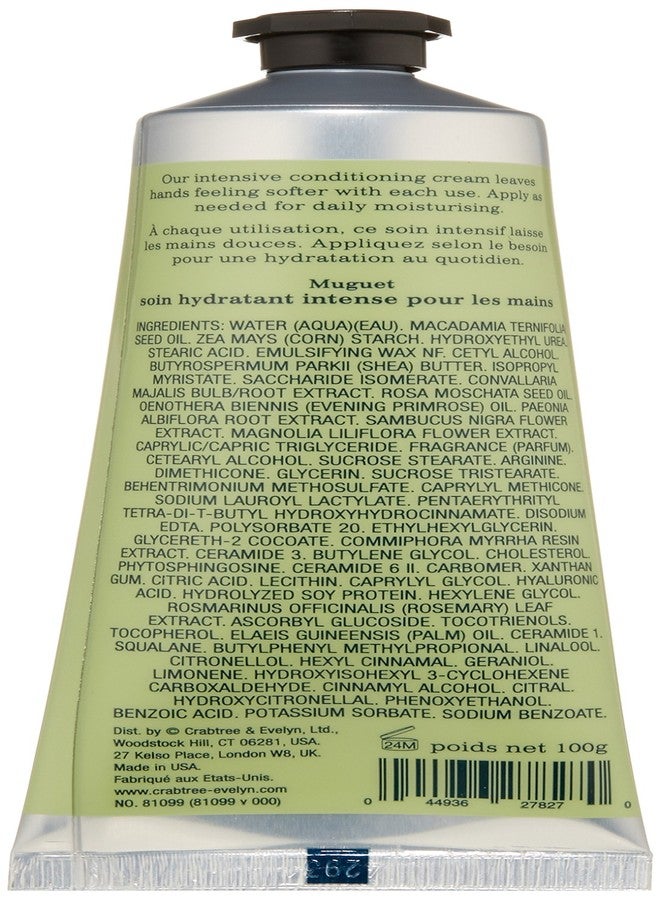 Our intensive conditioning cream leaves
hands feeling softer with each use. Apply as
needed for daily moisturising.
À chaque utilisation, ce soin intensif laisse
les mains douces. Appliquez selon le besoin
pour une hydratation au quotidien.
Muguet
soin hydratant intense pour les mains
INGREDIENTS: WATER (AQUA)(EAU). MACADAMIA TERNIFOLIA
SEED OIL. ZEA MAYS (CORN) STARCH. HYDROXYETHYL UREA.
STEARIC ACID. EMULSIFYING WAX NF. CETYL ALCOHOL.
BUTYROSPERMUM PARKII (SHEA) BUTTER. ISOPROPYL
MYRISTATE. SACCHARIDE ISOMERATE. CONVALLARIA
MAJALIS BULB/ROOT EXTRACT. ROSA MOSCHATA SEED OIL.
OENOTHERA BIENNIS (EVENING PRIMROSE) OIL. PAEONIA
ALBIFLORA ROOT EXTRACT. SAMBUCUS NIGRA FLOWER
EXTRACT. MAGNOLIA LILIFLORA FLOWER EXTRACT.
CAPRYLIC/CAPRIC TRIGLYCERIDE. FRAGRANCE (PARFUM).
CETEARYL ALCOHOL. SUCROSE STEARATE. ARGININE.
DIMETHICONE. GLYCERIN. SUCROSE TRISTEARATE.
BEHENTRIMONIUM METHOSULFATE. CAPRYLYL METHICONE.
SODIUM LAUROYL LACTYLATE. PENTAERYTHRITYL
TETRA-DI-T-BUTYL HYDROXYHYDROCINNAMATE. DISODIUM
EDTA. POLYSORBATE 20. ETHYLHEXYLGLYCERIN.
GLYCERETH-2 COCOATE. COMMIPHORA MYRRHA RESIN
EXTRACT. CERAMIDE 3. BUTYLENE GLYCOL. CHOLESTEROL.
PHYTOSPHINGOSINE. CERAMIDE 6 II. CARBOMER. XANTHAN
GUM. CITRIC ACID. LECITHIN. CAPRYLYL GLYCOL. HYALURONIC
ACID. HYDROLYZED SOY PROTEIN. HEXYLENE GLYCOL.
ROSMARINUS OFFICINALIS (ROSEMARY) LEAF
EXTRACT. ASCORBYL GLUCOSIDE. TOCOTRIENOLS.
TOCOPHEROL. ELAEIS GUINEENSIS (PALM) OIL. CERAMIDE 1.
SQUALANE. BUTYLPHENYL METHYLPROPIONAL. LINALOOL.
CITRONELLOL. HEXYL CINNAMAL. GERANIOL.
LIMONENE. HYDROXYISOHEXYL 3-CYCLOHEXENE
CARBOXALDEHYDE. CINNAMYL ALCOHOL. CITRAL.
HYDROXYCITRONELLAL. PHENOXYETHANOL.
BENZOIC ACID. POTASSIUM SORBATE. SODIUM BENZOATE.
Dist. by © Crabtree & Evelyn, Ltd.,
Woodstock Hill, CT 06281, USA.
27 Kelso Place, London W8, UK.
Made in USA.
Fabriqué aux Etats-Unis.
www.crabtree-evelyn.com
NO. 81099 (81099 v 000)
24M poids net 100g
0 44936 27827 0
293